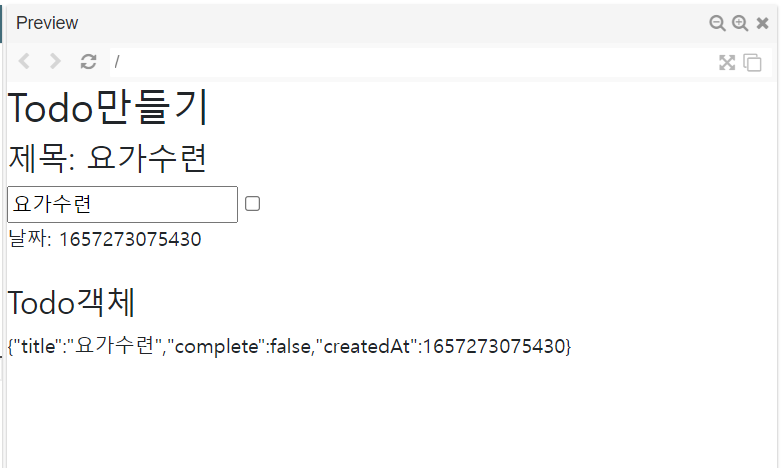 Preview
/
Todo만들기
제목: 요가수련
요가수련
날짜: 1657273075430
Todo객체
{"title":"요가수련","complete":false,"createdAt":1657273075430}